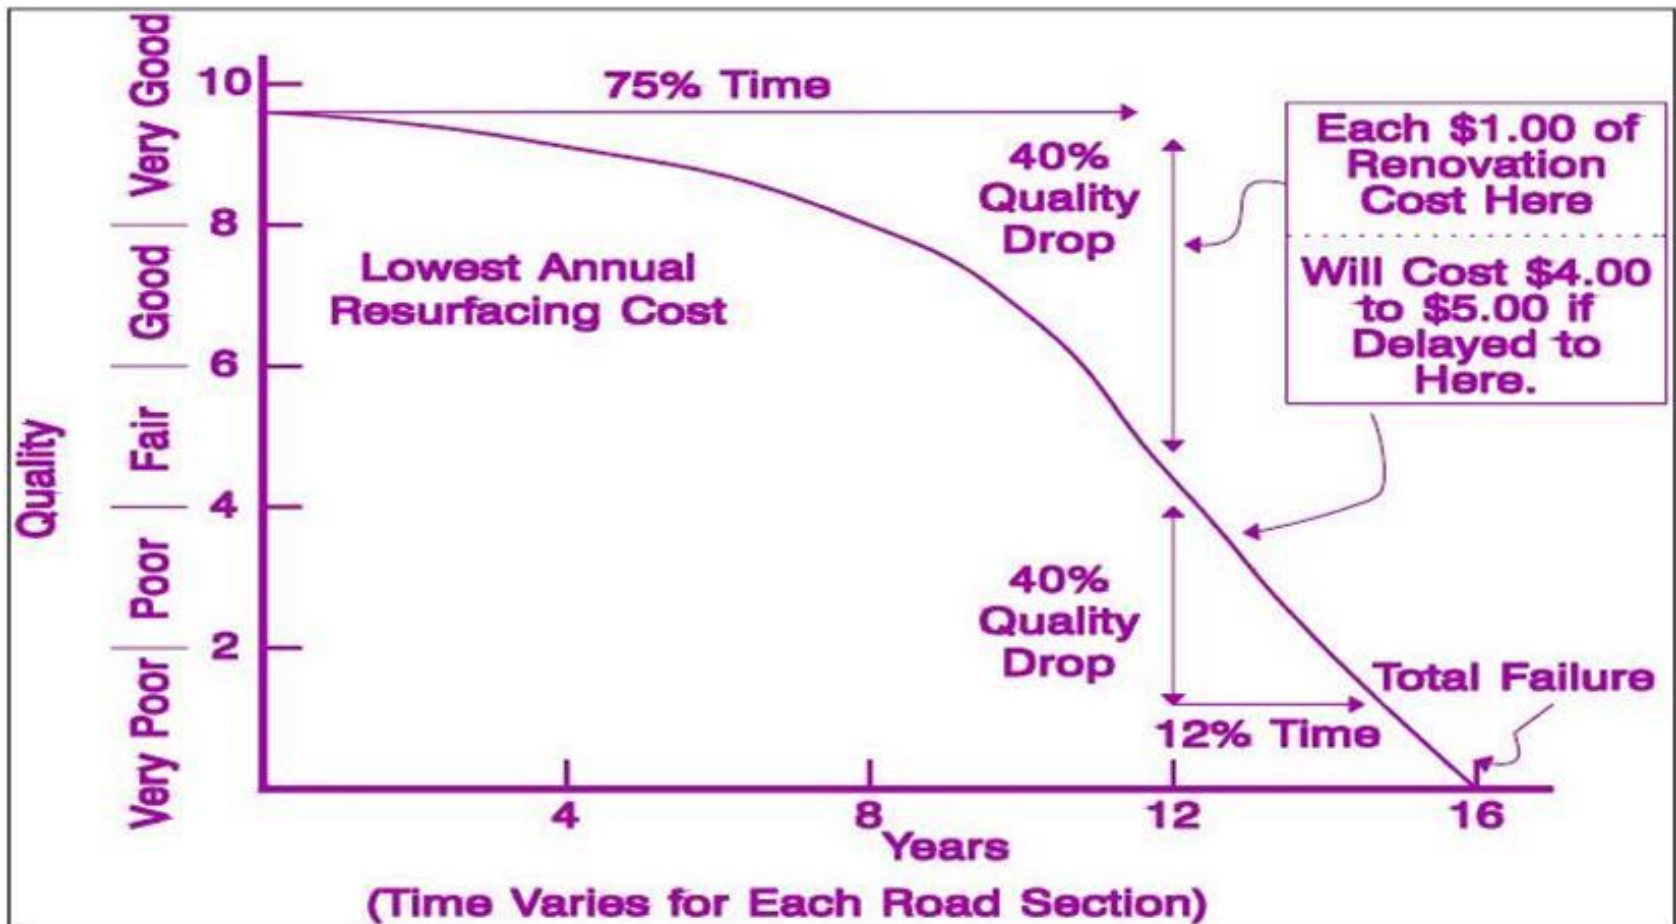 Quality
Very Good
Good
Fair
Poor
Very Poor
10
8
6
4
2
75% Time
40%
Quality
Drop
Each $1.00 of
Renovation
Cost Here
Will Cost $4.00
to $5.00 if
Delayed to
Here.
Lowest Annual
Resurfacing Cost
40%
Quality
Drop
12% Time
Total Failure
4
8
12
16
Years
(Time Varies for Each Road Section)